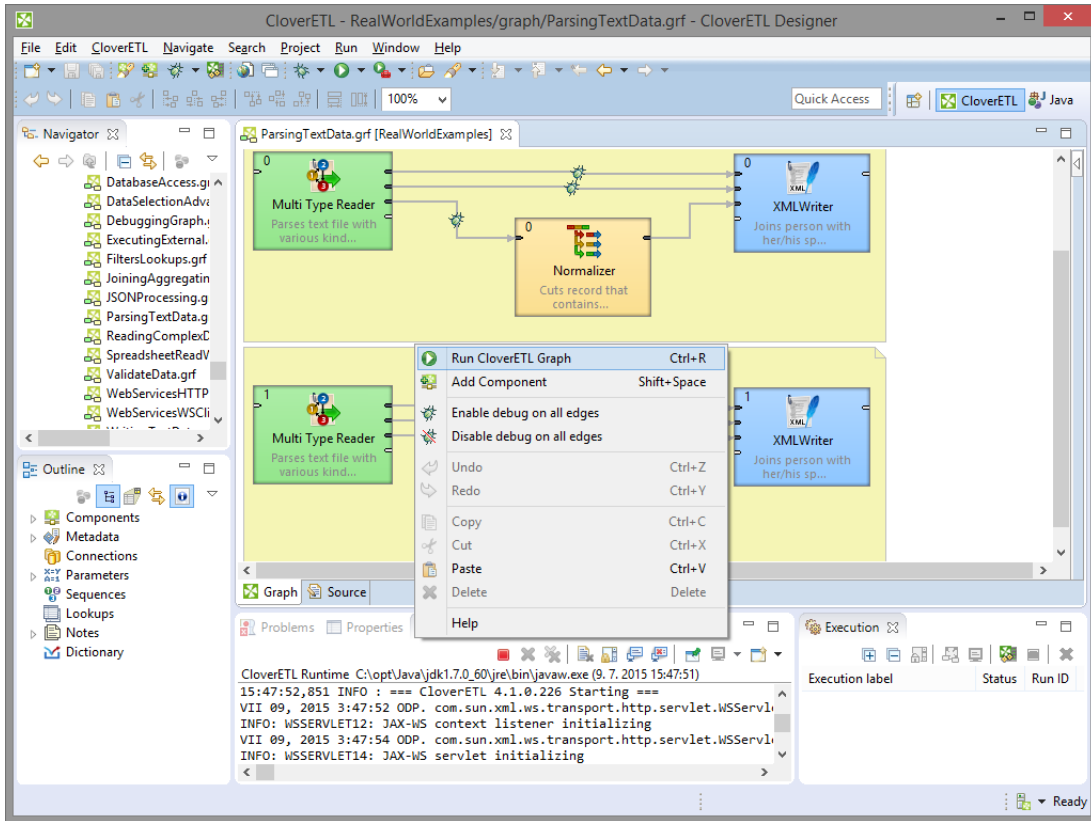 CloverETL - RealWorldExamples/graph/ParsingTextData.grf - CloverETL Designer
File Edit CloverETL Navigate Search Project Run Window Help
100%
Quick Access
CloverETL
Java
Navigator
DatabaseAccess.gr
DataSelectionAdva
DebuggingGraph.g
ExecutingExternal.
FiltersLookups.grf
JoiningAggregatin
JSONProcessing.g
ParsingTextData.g
ReadingComplexD
SpreadsheetReadW
ValidateData.grf
WebServicesHTTP
WebServicesWSCli
Outline
Components
Metadata
Connections
Parameters
Sequences
Lookups
Notes
Dictionary
ParsingTextData.grf [RealWorldExamples]
0
Multi Type Reader
Parses text file with
various kind...
0
Normalizer
Cuts record that
contains...
0
XML
XMLWriter
Joins person with
her/his sp...
1
Multi Type Reader
Parses text file with
various kind...
1
XML
XMLWriter
Joins person with
her/his sp...
Run CloverETL Graph Ctrl+R
Add Component Shift+Space
Enable debug on all edges
Disable debug on all edges
Undo Ctrl+Z
Redo Ctrl+Y
Copy Ctrl+C
Cut Ctrl+X
Paste Ctrl+V
Delete Delete
Help
Graph Source
Problems Properties
CloverETL Runtime C:\opt\Java\jdk1.7.0_60\jre\bin\javaw.exe (9. 7. 2015 15:47:51)
15:47:52,851 INFO : === CloverETL 4.1.0.226 Starting ===
VII 09, 2015 3:47:52 ODP. com.sun.xml.ws.transport.http.servlet.WSServl
INFO: WSSERVLET12: JAX-WS context listener initializing
VII 09, 2015 3:47:54 ODP. com.sun.xml.ws.transport.http.servlet.WSServl
INFO: WSSERVLET14: JAX-WS servlet initializing
Execution
Execution label Status Run ID
Ready